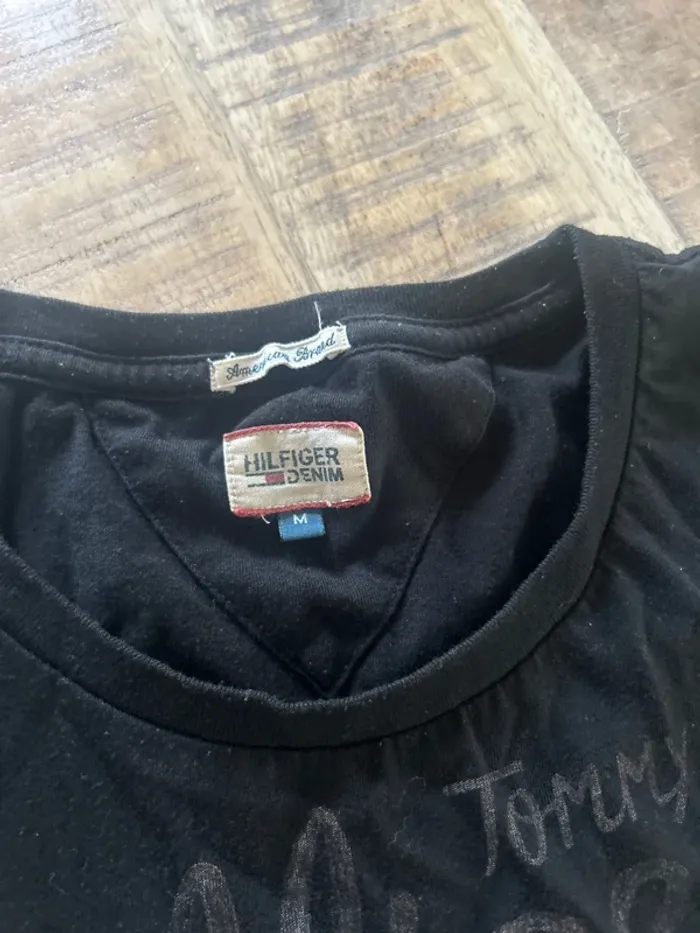 American Brand
HILFIGER
DENIM
M
TOMMY